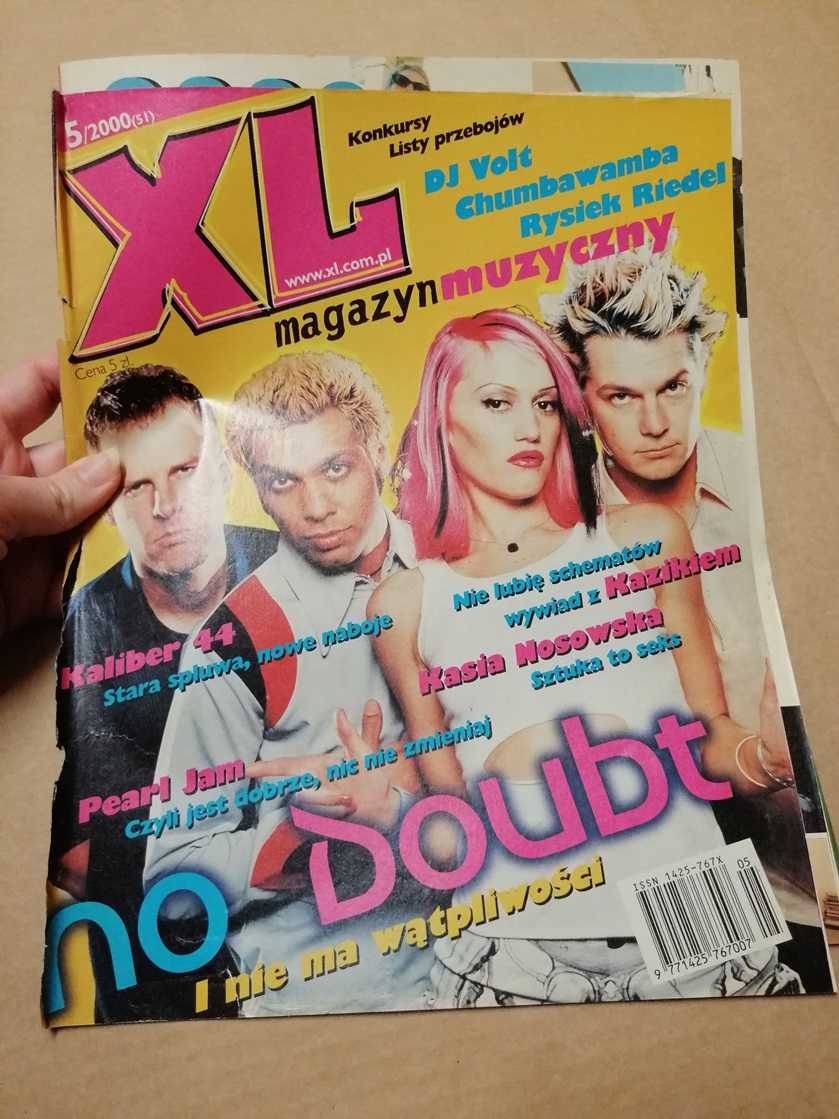 5/2000(51)
XL
www.xl.com.pl
Konkursy
Listy przebojów
DJ Volt
Chumbawamba
Rysiek Riedel
magazynmuzyczny
Cena 5 zł.
Nie lubię schematów
wywiad z Kazikiem
Kaliber 44
Stara spluwa, nowe naboje
Kasia Nosowska
Sztuka to seks
Pearl Jam
Czyli jest dobrze, nic nie zmieniaj
no Doubt
I nie ma wątpliwości
ISSN 1425-767X 05
9 771425 767007